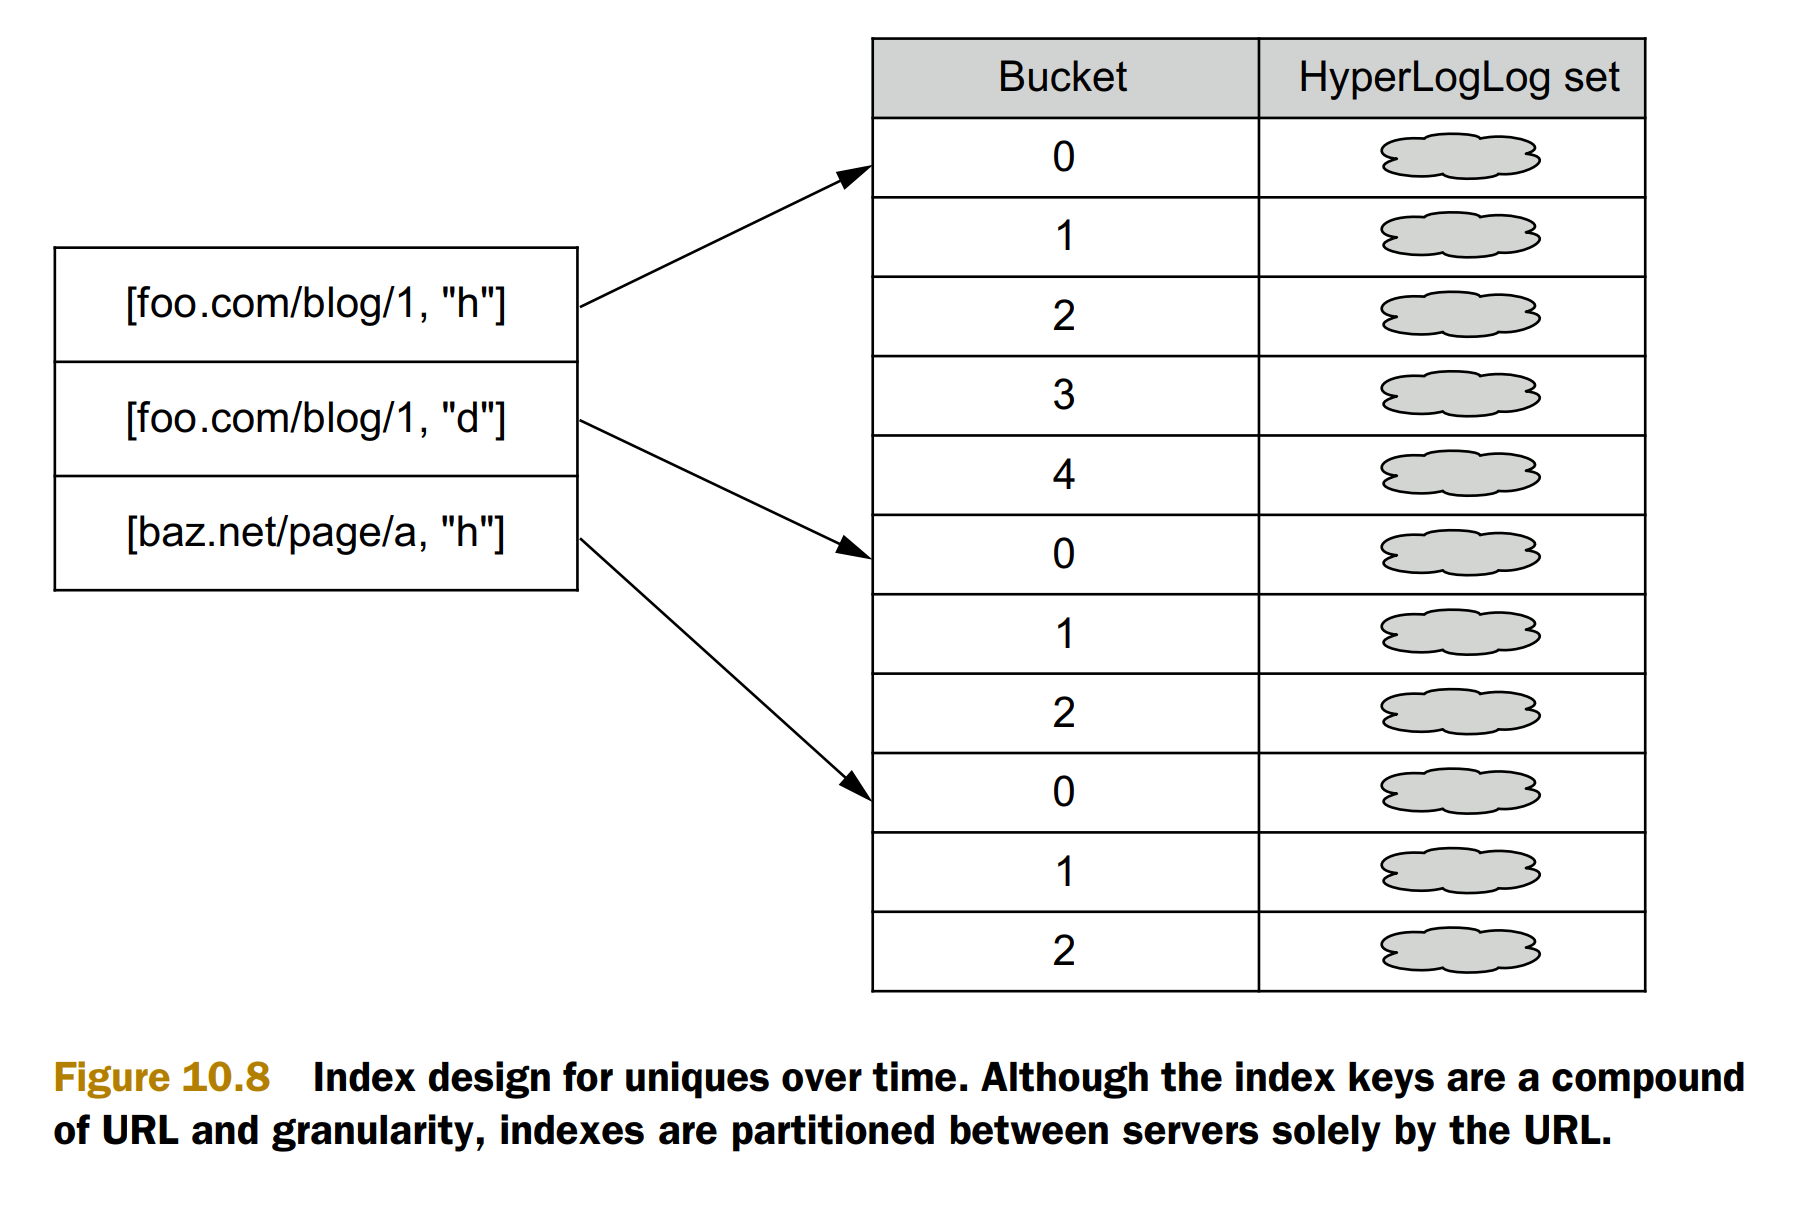 [foo.com/blog/1, "h"]
[foo.com/blog/1, "d"]
[baz.net/page/a, "h"]
Bucket HyperLogLog set
0
1
2
3
4
0
1
2
0
1
2
Figure 10.8 Index design for uniques over time. Although the index keys are a compound
of URL and granularity, indexes are partitioned between servers solely by the URL.